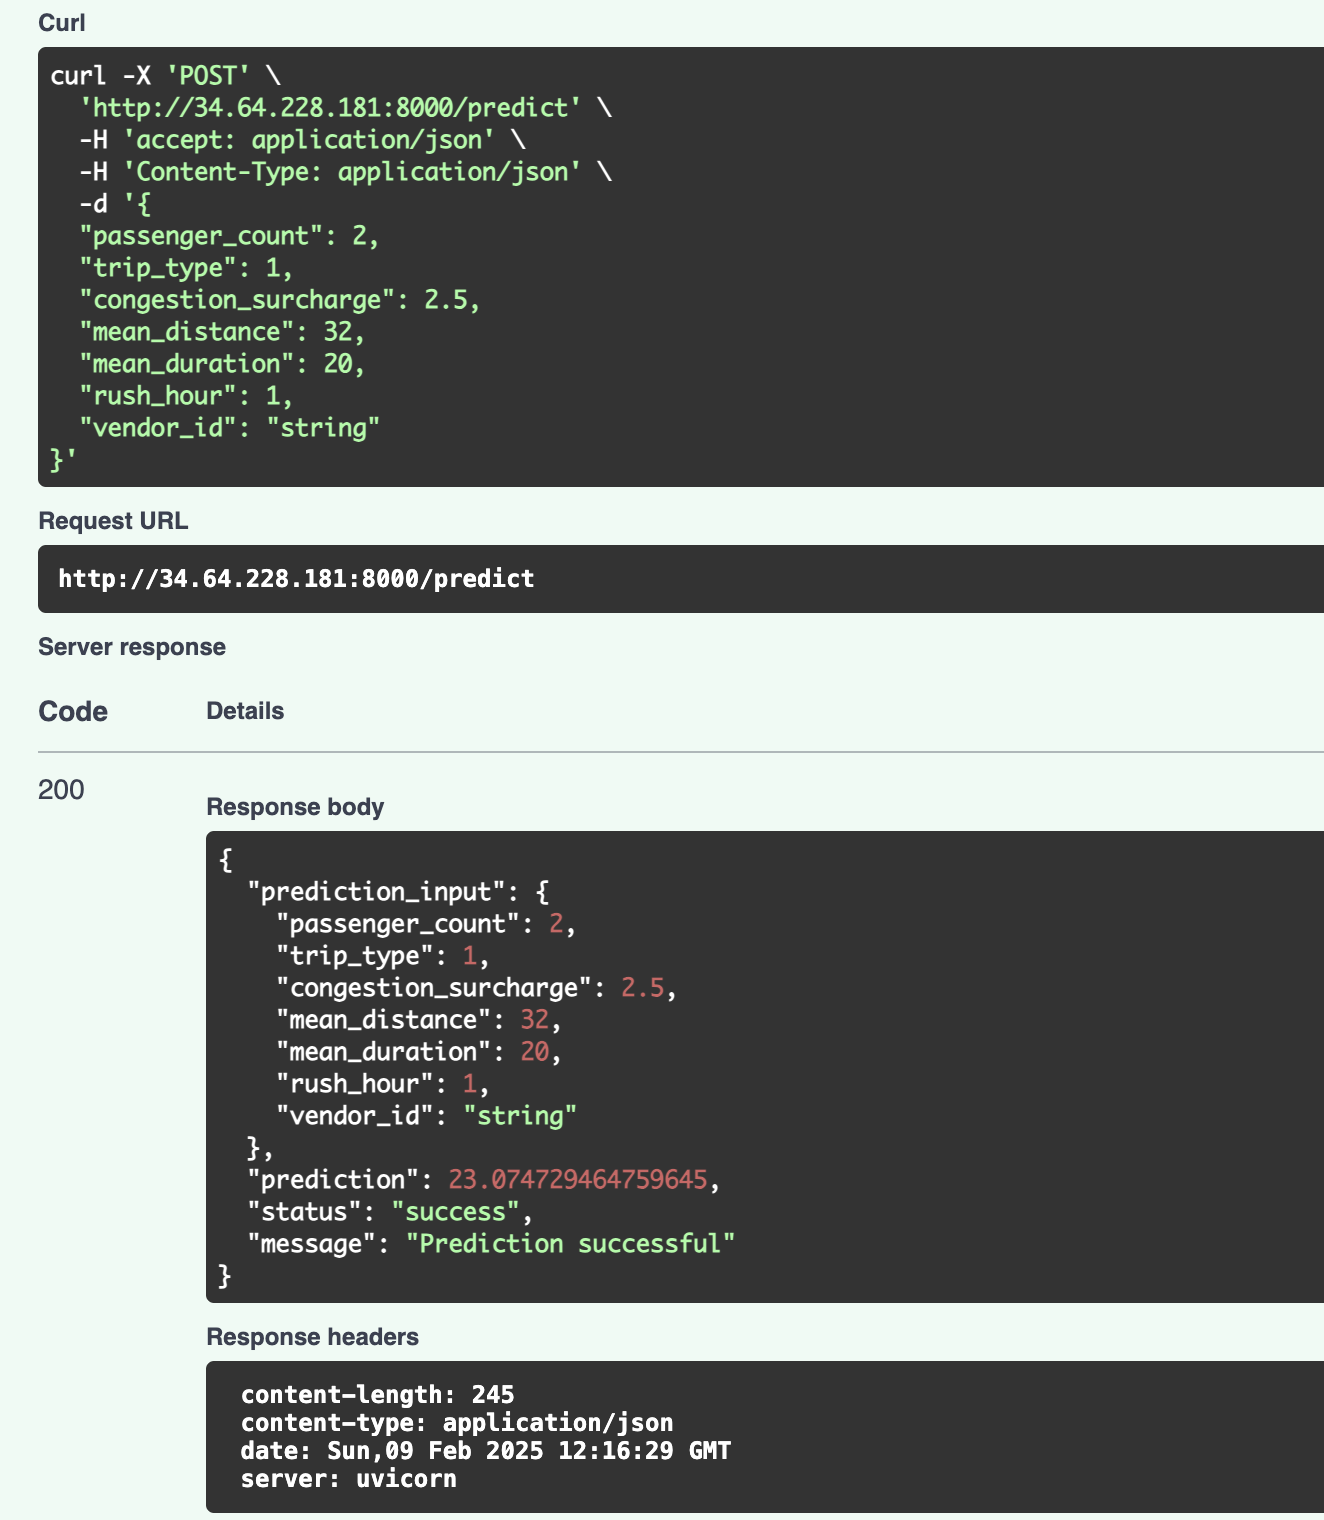 Curl
curl -X 'POST' \
  'http://34.64.228.181:8000/predict' \
  -H 'accept: application/json' \
  -H 'Content-Type: application/json' \
  -d '{
  "passenger_count": 2,
  "trip_type": 1,
  "congestion_surcharge": 2.5,
  "mean_distance": 32,
  "mean_duration": 20,
  "rush_hour": 1,
  "vendor_id": "string"
}'
Request URL
http://34.64.228.181:8000/predict
Server response
Code Details
200
Response body
{
  "prediction_input": {
    "passenger_count": 2,
    "trip_type": 1,
    "congestion_surcharge": 2.5,
    "mean_distance": 32,
    "mean_duration": 20,
    "rush_hour": 1,
    "vendor_id": "string"
  },
  "prediction": 23.074729464759645,
  "status": "success",
  "message": "Prediction successful"
}
Response headers
content-length: 245
content-type: application/json
date: Sun,09 Feb 2025 12:16:29 GMT
server: uvicorn